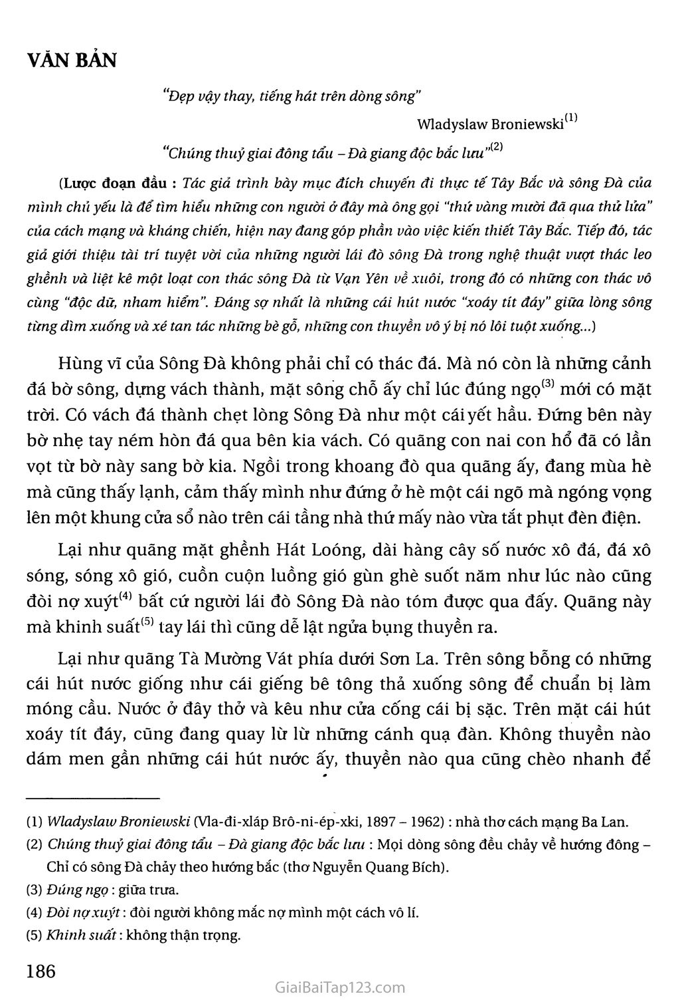 VĂN BẢN
“Đẹp vậy thay, tiếng hát trên dòng sông”
Wladyslaw Broniewski(1)
“Chúng thuỷ giai đông tẩu – Đà giang độc bắc lưu”(2)
(Lược đoạn đầu : Tác giả trình bày mục đích chuyến đi thực tế Tây Bắc và sông Đà của
mình chủ yếu là để tìm hiểu những con người ở đây mà ông gọi “thứ vàng mười đã qua thử lửa”
của cách mạng và kháng chiến, hiện nay đang góp phần vào việc kiến thiết Tây Bắc. Tiếp đó, tác
giả giới thiệu tài trí tuyệt vời của những người lái đò sông Đà trong nghệ thuật vượt thác leo
ghềnh và liệt kê một loạt con thác sông Đà từ Vạn Yên về xuôi, trong đó có những con thác vô
cùng “độc dữ, nham hiểm”. Đáng sợ nhất là những cái hút nước “xoáy tít đáy” giữa lòng sông
từng dìm xuống và xé tan tác những bè gỗ, những con thuyền vô ý bị nó lôi tuột xuống...)
Hùng vĩ của Sông Đà không phải chỉ có thác đá. Mà nó còn là những cảnh
đá bờ sông, dựng vách thành, mặt sông chỗ ấy chỉ lúc đúng ngọ(3) mới có mặt
trời. Có vách đá thành chẹt lòng Sông Đà như một cái yết hầu. Đứng bên này
bờ nhẹ tay ném hòn đá qua bên kia vách. Có quãng con nai con hổ đã có lần
vọt từ bờ này sang bờ kia. Ngồi trong khoang đò qua quãng ấy, đang mùa hè
mà cũng thấy lạnh, cảm thấy mình như đứng ở hè một cái ngõ mà ngóng vọng
lên một khung cửa sổ nào trên cái tầng nhà thứ mấy nào vừa tắt phụt đèn điện.
Lại như quãng mặt ghềnh Hát Loóng, dài hàng cây số nước xô đá, đá xô
sóng, sóng xô gió, cuồn cuộn luồng gió gùn ghè suốt năm như lúc nào cũng
đòi nợ xuýt(4) bất cứ người lái đò Sông Đà nào tóm được qua đấy. Quãng này
mà khinh suất(5) tay lái thì cũng dễ lật ngửa bụng thuyền ra.
Lại như quãng Tà Mường Vát phía dưới Sơn La. Trên sông bỗng có những
cái hút nước giống như cái giếng bê tông thả xuống sông để chuẩn bị làm
móng cầu. Nước ở đây thở và kêu như cửa cống cái bị sặc. Trên mặt cái hút
xoáy tít đáy, cũng đang quay lừ lừ những cánh quạ đàn. Không thuyền nào
dám men gần những cái hút nước ấy, thuyền nào qua cũng chèo nhanh để
(1) Wladyslaw Broniewski (Vla-đi-xláp Brô-ni-ép-xki, 1897 – 1962) : nhà thơ cách mạng Ba Lan.
(2) Chúng thuỷ giai đông tẩu – Đà giang độc bắc lưu : Mọi dòng sông đều chảy về hướng đông –
Chỉ có sông Đà chảy theo hướng bắc (thơ Nguyễn Quang Bích).
(3) Đúng ngọ : giữa trưa.
(4) Đòi nợ xuýt : đòi người không mắc nợ mình một cách vô lí.
(5) Khinh suất : không thận trọng.
186
GiaiBaiTap123.com